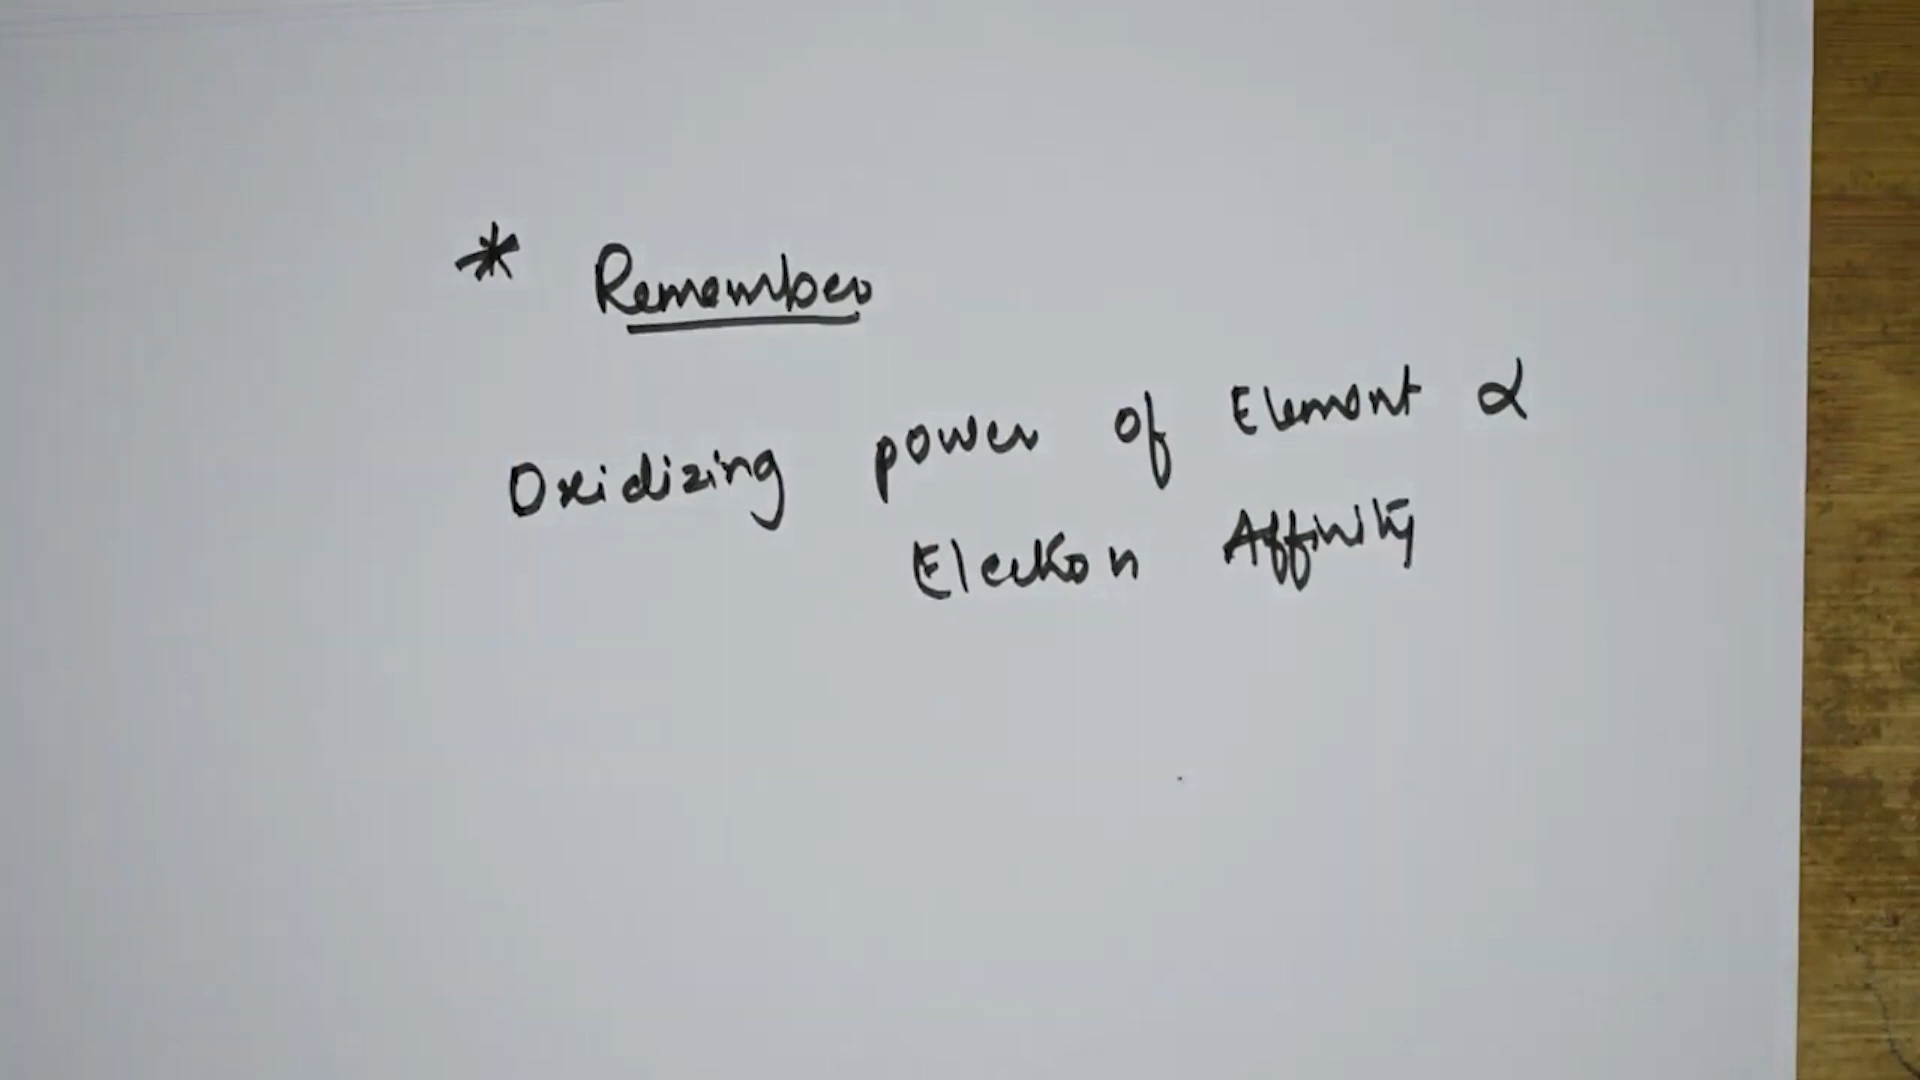 * Remember
Oxidizing power of Element α
Electron Affinity